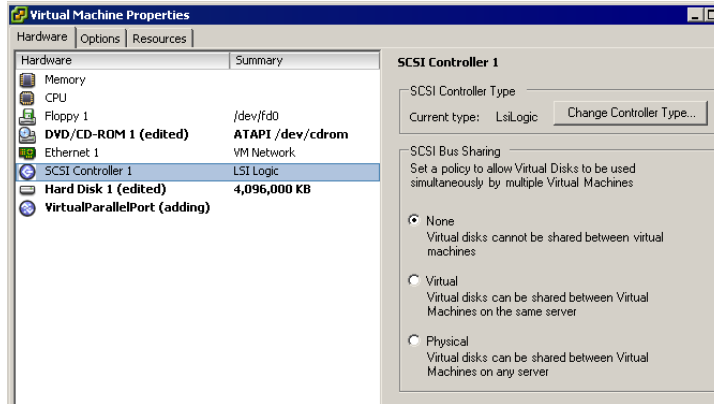 Virtual Machine Properties
Hardware Options Resources
Hardware Summary
Memory
CPU
Floppy 1 /dev/fd0
DVD/CD-ROM 1 (edited) ATAPI /dev/cdrom
Ethernet 1 VM Network
SCSI Controller 1 LSI Logic
Hard Disk 1 (edited) 4,096,000 KB
VirtualParallelPort (adding)
SCSI Controller 1
SCSI Controller Type
Current type: LsiLogic Change Controller Type...
SCSI Bus Sharing
Set a policy to allow Virtual Disks to be used
simultaneously by multiple Virtual Machines
None
Virtual disks cannot be shared between virtual
machines
Virtual
Virtual disks can be shared between Virtual
Machines on the same server
Physical
Virtual disks can be shared between Virtual
Machines on any server